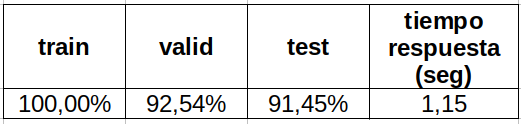 train valid test tiempo respuesta (seg)
100,00% 92,54% 91,45% 1,15